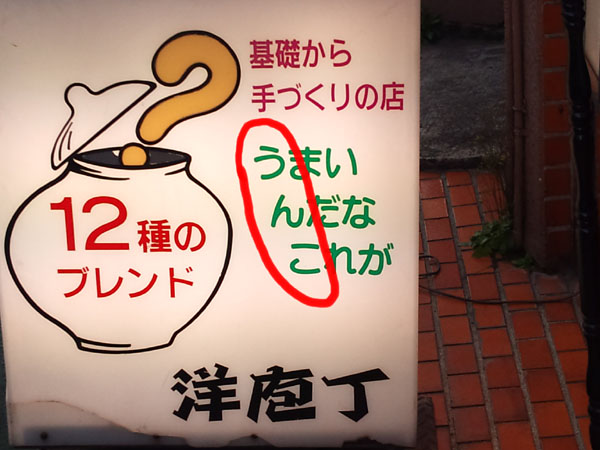 基礎から
手づくりの店
うまい
んだな
これが
12種の
ブレンド
洋庖丁